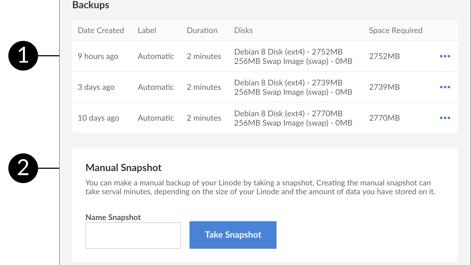 Backups
Date Created Label Duration Disks Space Required
1
9 hours ago Automatic 2 minutes Debian 8 Disk (ext4) - 2752MB 2752MB
256MB Swap Image (swap) - 0MB
3 days ago Automatic 2 minutes Debian 8 Disk (ext4) - 2739MB 2739MB
256MB Swap Image (swap) - 0MB
10 days ago Automatic 2 minutes Debian 8 Disk (ext4) - 2770MB 2770MB
256MB Swap Image (swap) - 0MB
2
Manual Snapshot
You can make a manual backup of your Linode by taking a snapshot. Creating the manual snapshot can
take serval minutes, depending on the size of your Linode and the amount of data you have stored on it.
Name Snapshot
Take Snapshot